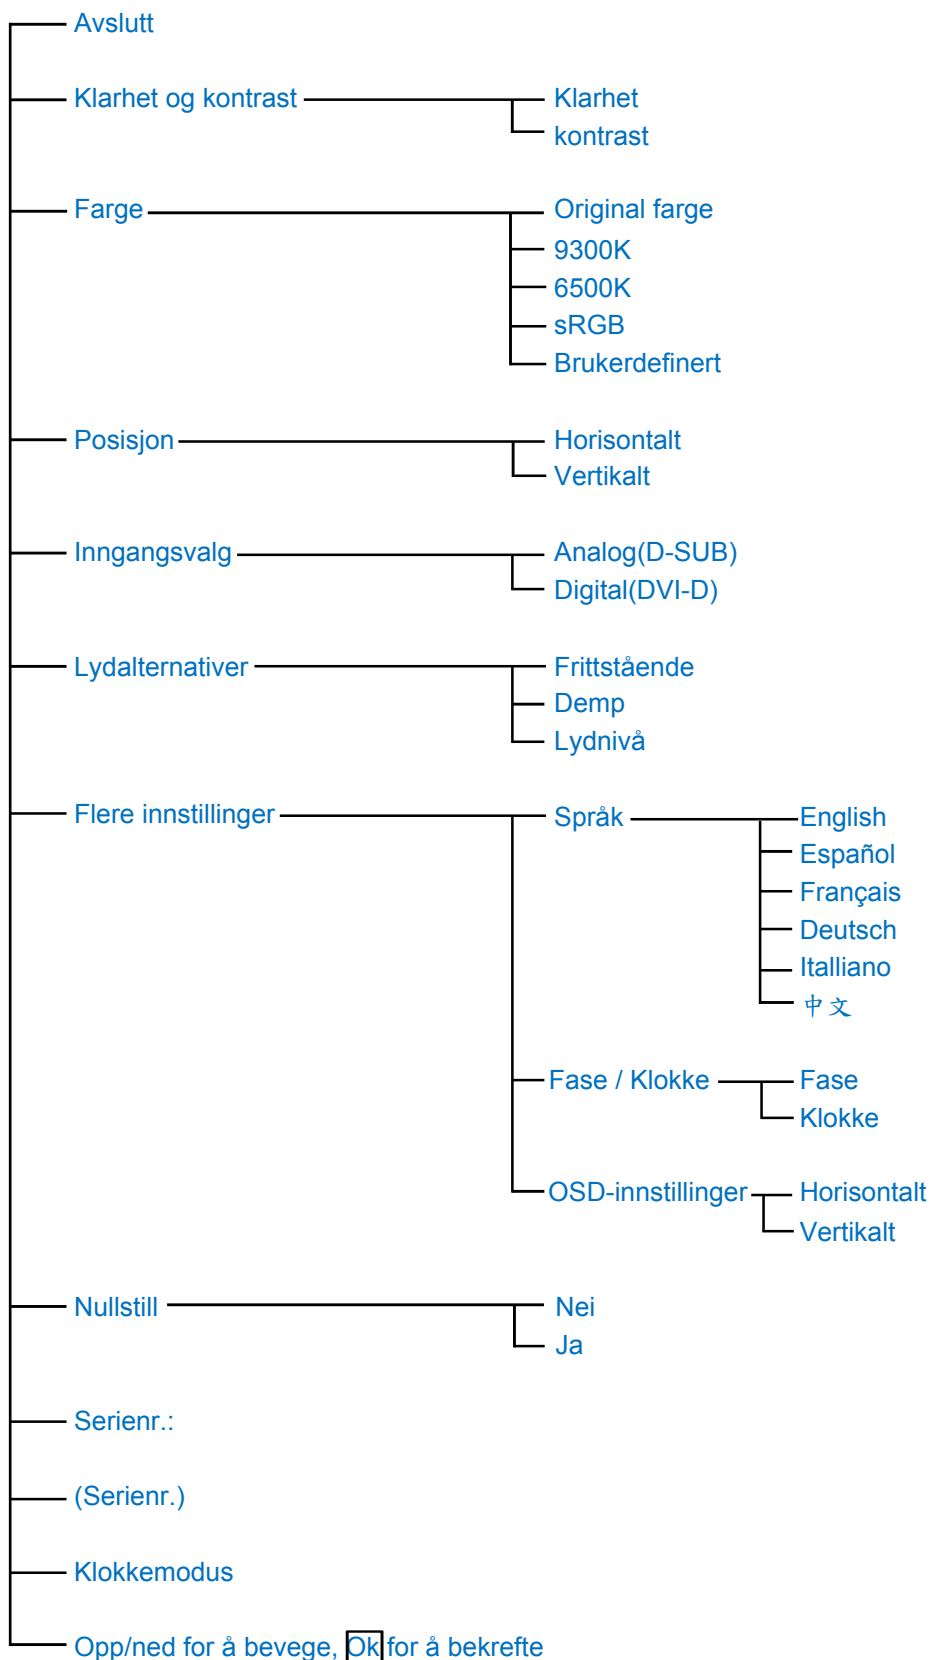 Avslutt
Klarhet og kontrast
Klarhet
kontrast
Farge
Original farge
9300K
6500K
sRGB
Brukerdefinert
Posisjon
Horisontalt
Vertikalt
Inngangsvalg
Analog(D-SUB)
Digital(DVI-D)
Lydalternativer
Frittstående
Demp
Lydnivå
Flere innstillinger
Språk
English
Español
Français
Deutsch
Italliano
中文
Fase / Klokke
Fase
Klokke
OSD-innstillinger
Horisontalt
Vertikalt
Nullstill
Nei
Ja
Serienr.:
(Serienr.)
Klokkemodus
Opp/ned for å bevege, Ok for å bekrefte